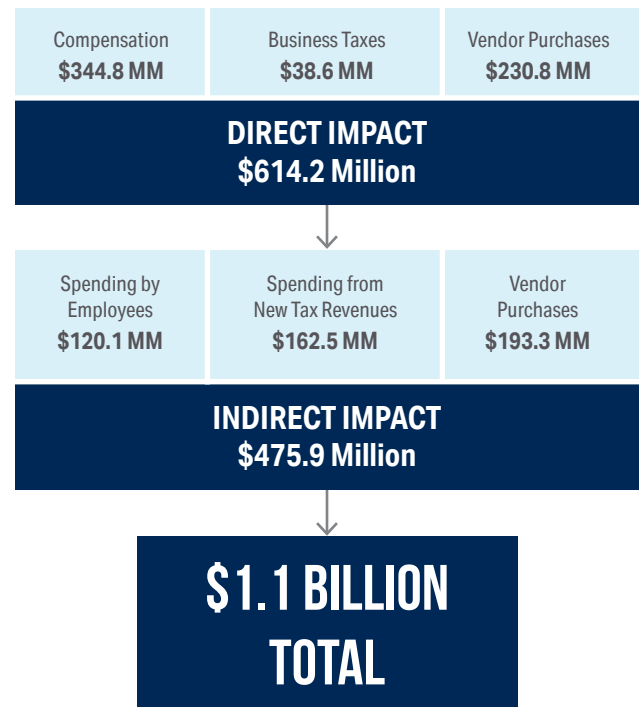 Compensation
$344.8 MM
Business Taxes
$38.6 MM
Vendor Purchases
$230.8 MM
DIRECT IMPACT
$614.2 Million
Spending by
Employees
$120.1 MM
Spending from
New Tax Revenues
$162.5 MM
Vendor
Purchases
$193.3 MM
INDIRECT IMPACT
$475.9 Million
$1.1 BILLION
TOTAL